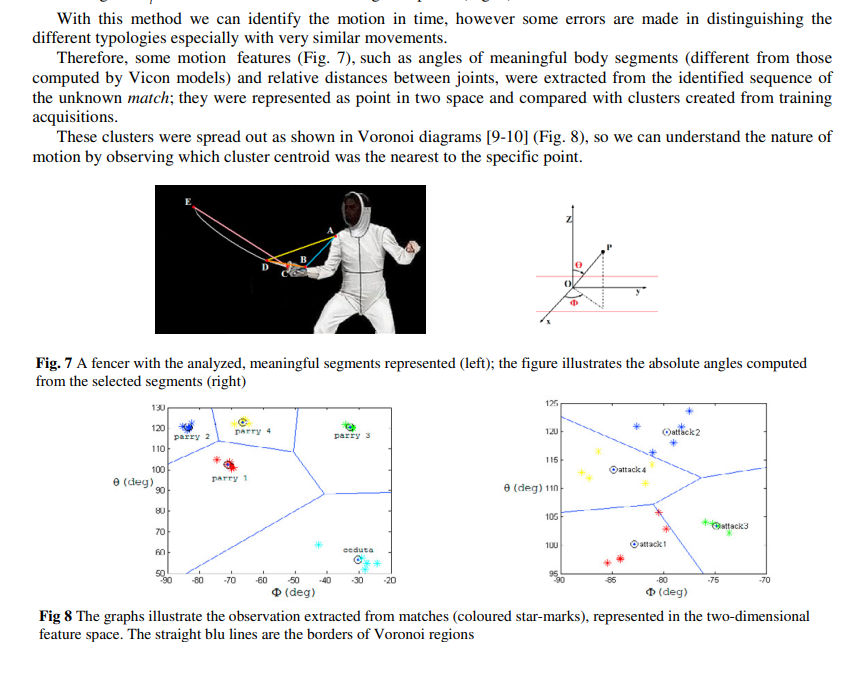 With this method we can identify the motion in time, however some errors are made in distinguishing the
different typologies especially with very similar movements.
Therefore, some motion features (Fig. 7), such as angles of meaningful body segments (different from those
computed by Vicon models) and relative distances between joints, were extracted from the identified sequence of
the unknown match; they were represented as point in two space and compared with clusters created from training
acquisitions.
These clusters were spread out as shown in Voronoi diagrams [9-10] (Fig. 8), so we can understand the nature of
motion by observing which cluster centroid was the nearest to the specific point.
E
A
B
D
C
Z
P
Θ
O
y
Φ
x
Fig. 7 A fencer with the analyzed, meaningful segments represented (left); the figure illustrates the absolute angles computed
from the selected segments (right)
130
120
110
100
90
80
70
60
50
θ (deg)
parry 2
parry 4
parry 3
parry 1
ceduta
-90 -80 -70 -60 -50 -40 -30 -20
Φ (deg)
125
120
115
110
105
100
95
θ (deg)
attack2
attack4
attack3
attack1
-90 -85 -80 -75 -70
Φ (deg)
Fig 8 The graphs illustrate the observation extracted from matches (coloured star-marks), represented in the two-dimensional
feature space. The straight blu lines are the borders of Voronoi regions